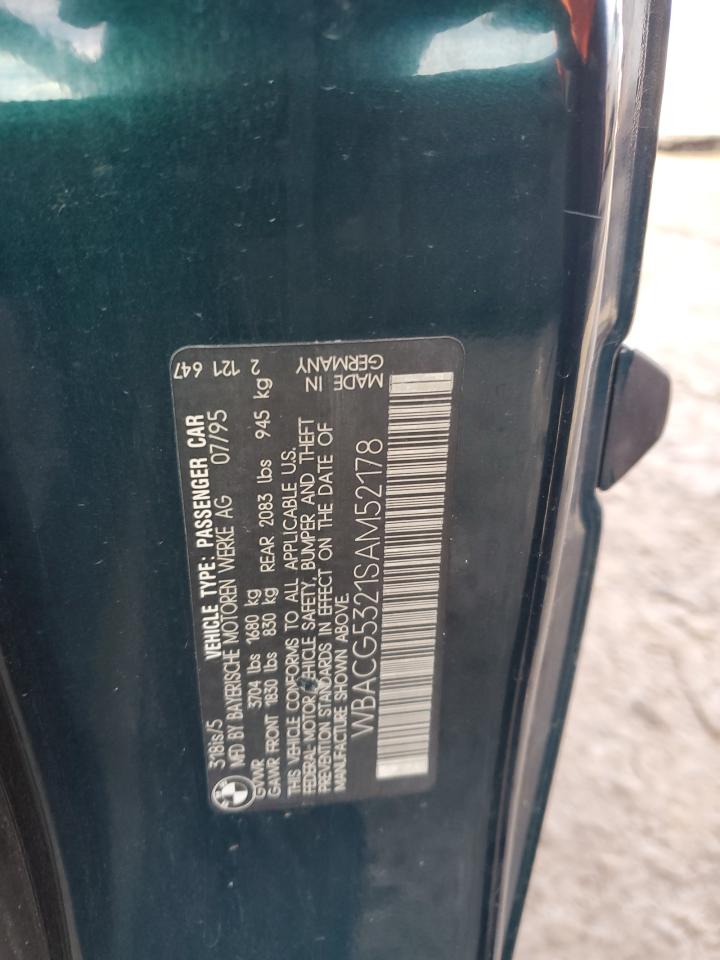 318is/5 VEHICLE TYPE: PASSENGER CAR 2 121 647
MFD BY BAYERISCHE MOTOREN WERKE AG 07/95
GVWR 3704 lbs 1680 kg
GAWR FRONT 1830 lbs 830 kg REAR 2083 lbs 945 kg
THIS VEHICLE CONFORMS TO ALL APPLICABLE U.S.
FEDERAL MOTOR VEHICLE SAFETY, BUMPER AND THEFT
PREVENTION STANDARDS IN EFFECT ON THE DATE OF
MANUFACTURE SHOWN ABOVE.
MADE IN
GERMANY
WBACG5321SAM52178